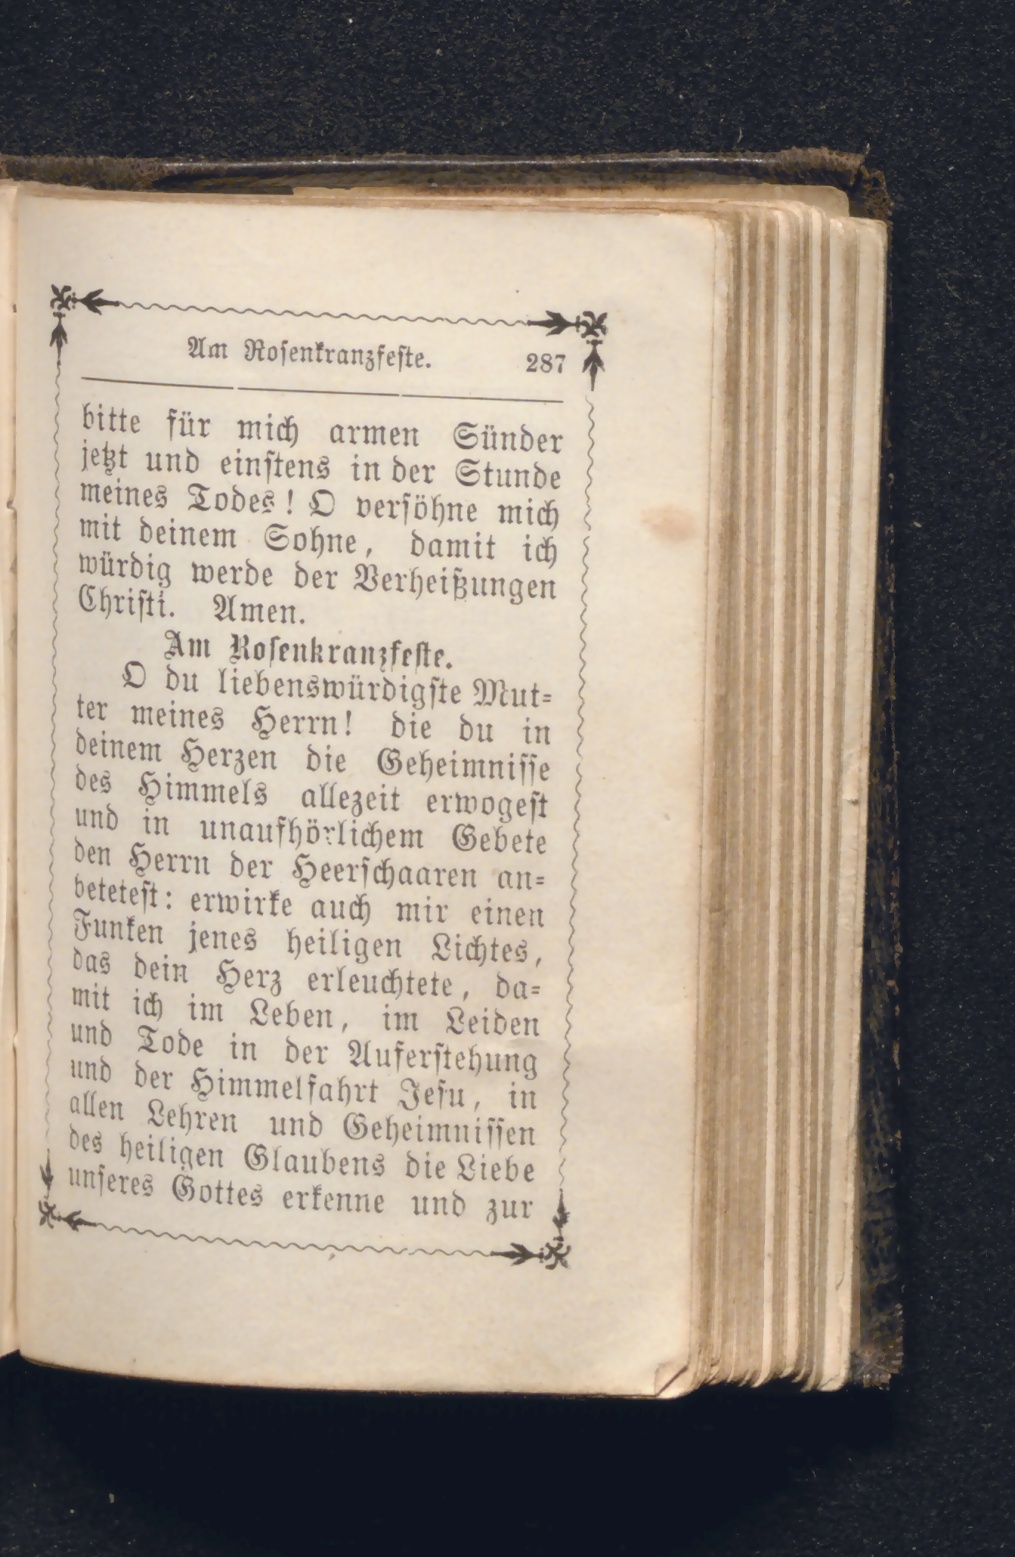 Am Rosenkranzfeste. 287
bitte für mich armen Sünder
jetzt und einstens in der Stunde
meines Todes! O versöhne mich
mit deinem Sohne, damit ich
würdig werde der Verheißungen
Christi. Amen.
Am Rosenkranzfeste.
O du liebenswürdigste Mut-
ter meines Herrn! die du in
deinem Herzen die Geheimnisse
des Himmels allezeit erwogest
und in unaufhörlichem Gebete
den Herrn der Heerschaaren an-
betetest: erwirke auch mir einen
Funken jenes heiligen Lichtes,
das dein Herz erleuchtete, da-
mit ich im Leben, im Leiden
und Tode in der Auferstehung
und der Himmelfahrt Jesu, in
allen Lehren und Geheimnissen
des heiligen Glaubens die Liebe
unseres Gottes erkenne und zur